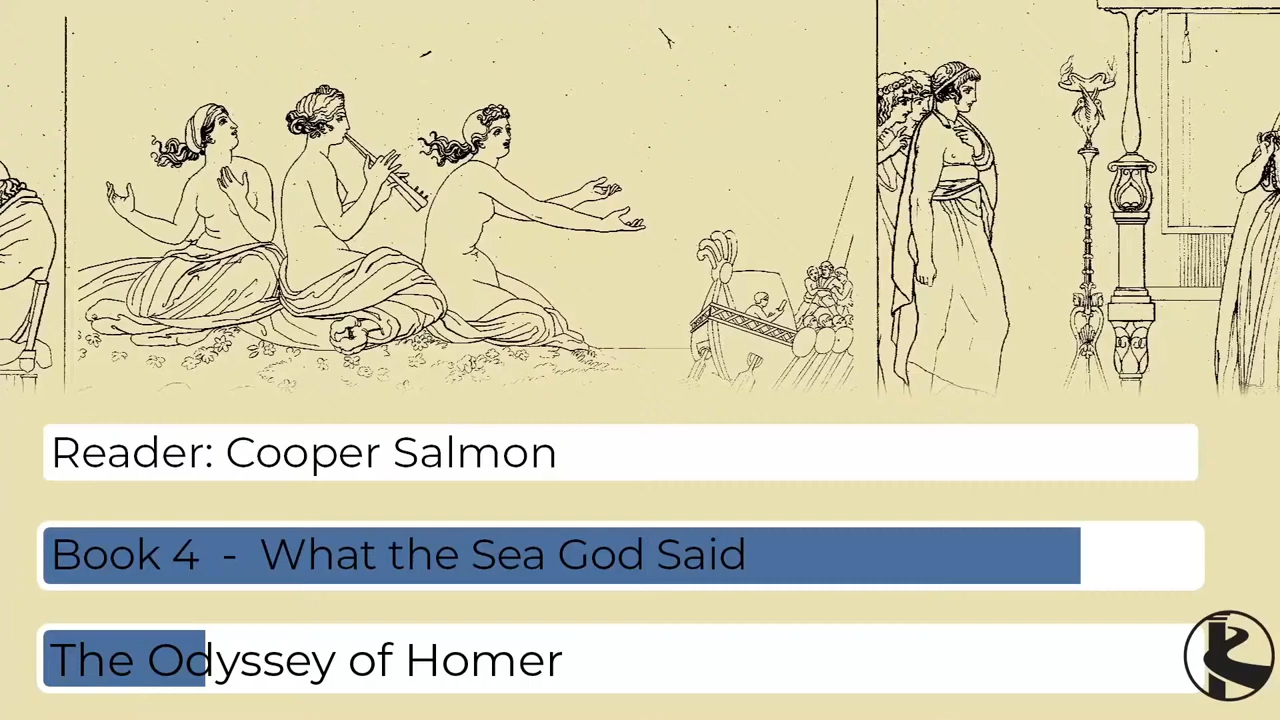 Reader: Cooper Salmon
Book 4 - What the Sea God Said
The Odyssey of Homer